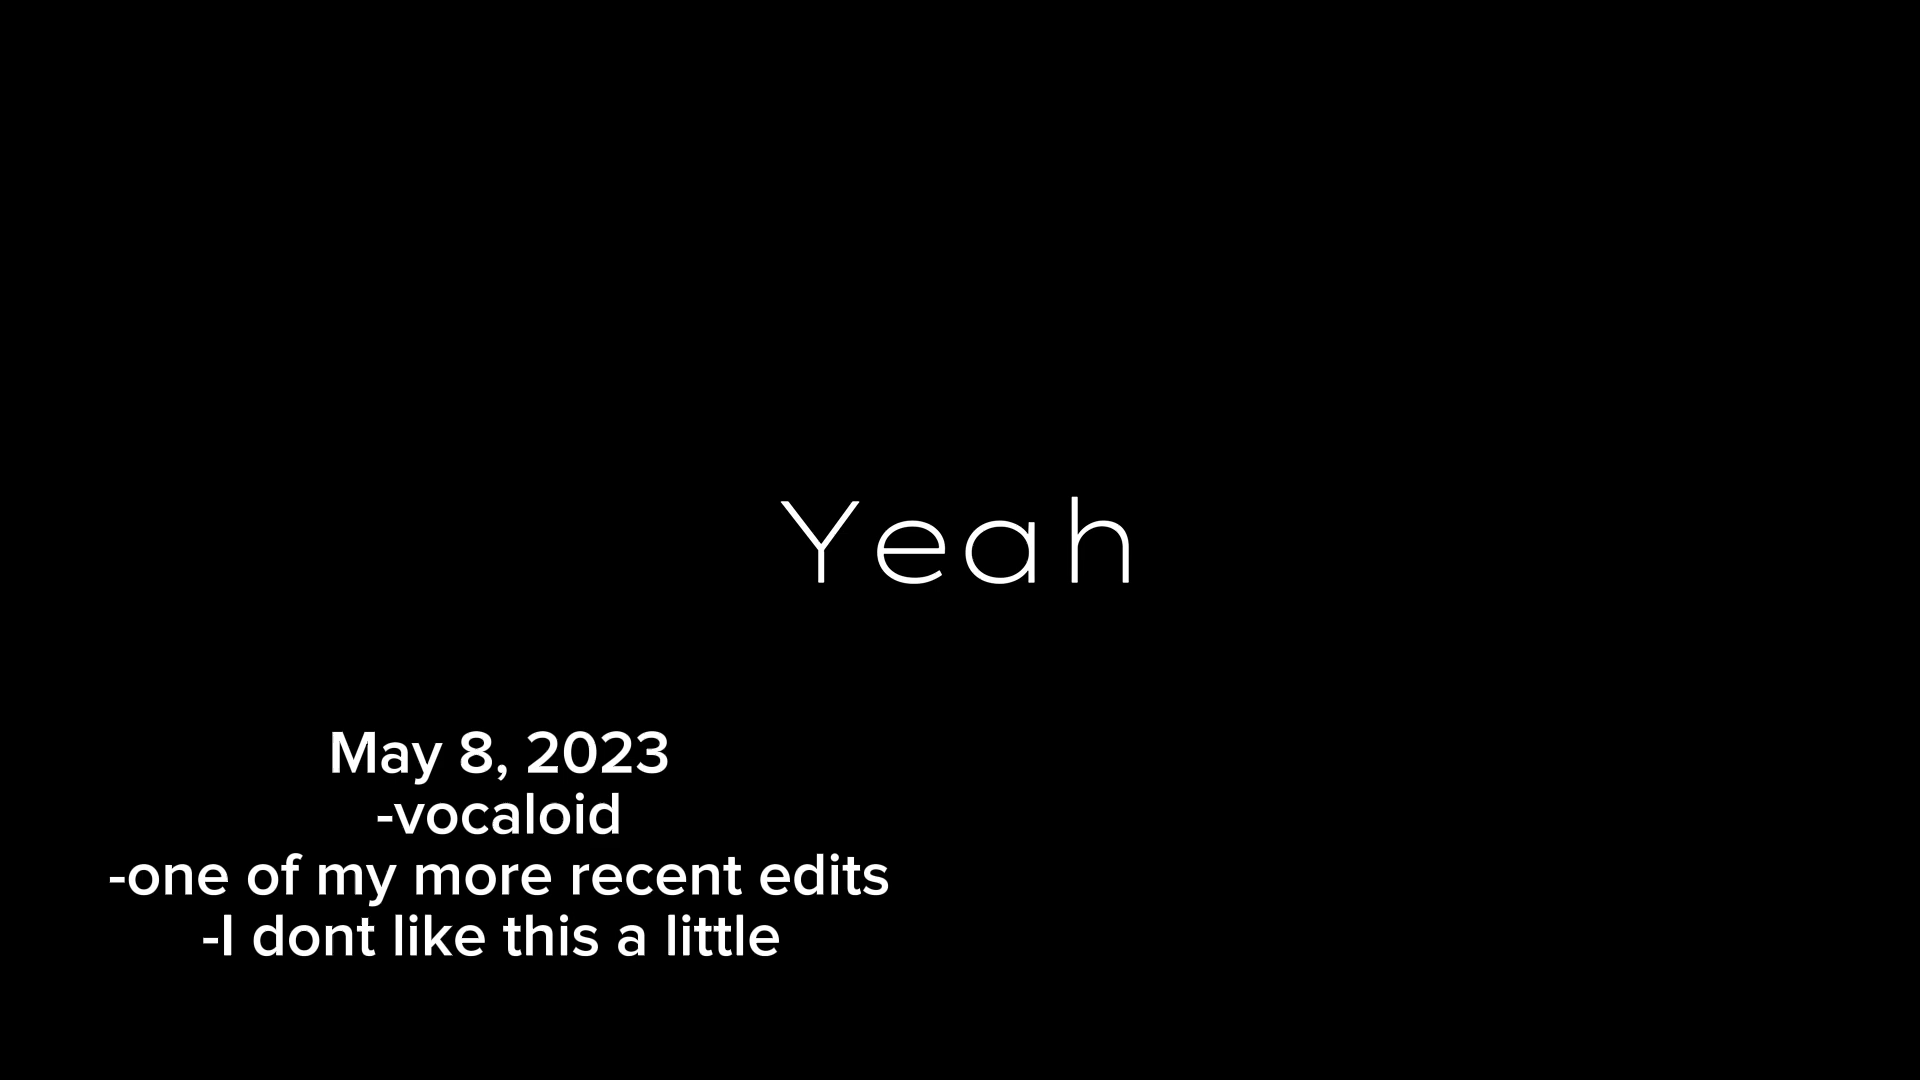 Yeah
May 8, 2023
-vocaloid
-one of my more recent edits
-I dont like this a little